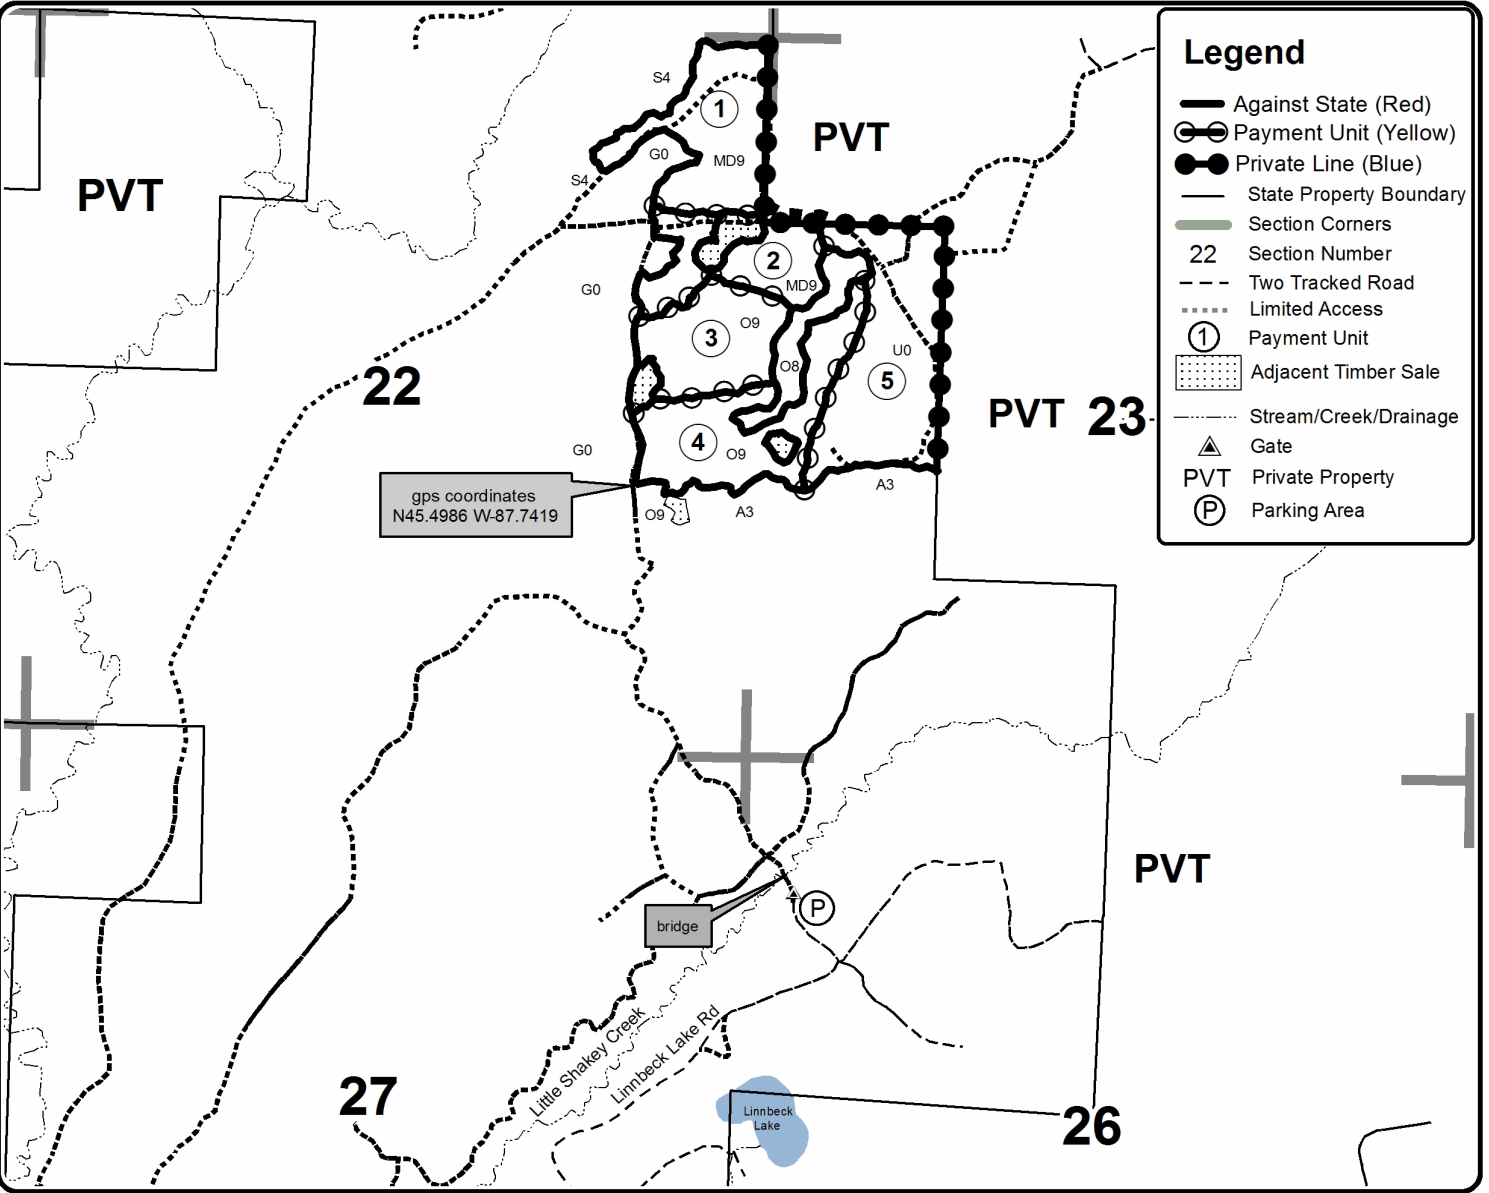 Legend
Against State (Red)
Payment Unit (Yellow)
Private Line (Blue)
State Property Boundary
Section Corners
22 Section Number
Two Tracked Road
Limited Access
1 Payment Unit
Adjacent Timber Sale
Stream/Creek/Drainage
Gate
PVT Private Property
P Parking Area
S4
1
PVT
G0
MD9
S4
PVT
2
G0
MD9
O9
3
U0
O8
5
22
PVT 23
4
G0
O9
A3
gps coordinates
N45.4986 W-87.7419
O9
A3
PVT
P
bridge
Little Shakey Creek
Linnbeck Lake Rd
27
Linnbeck
Lake
26